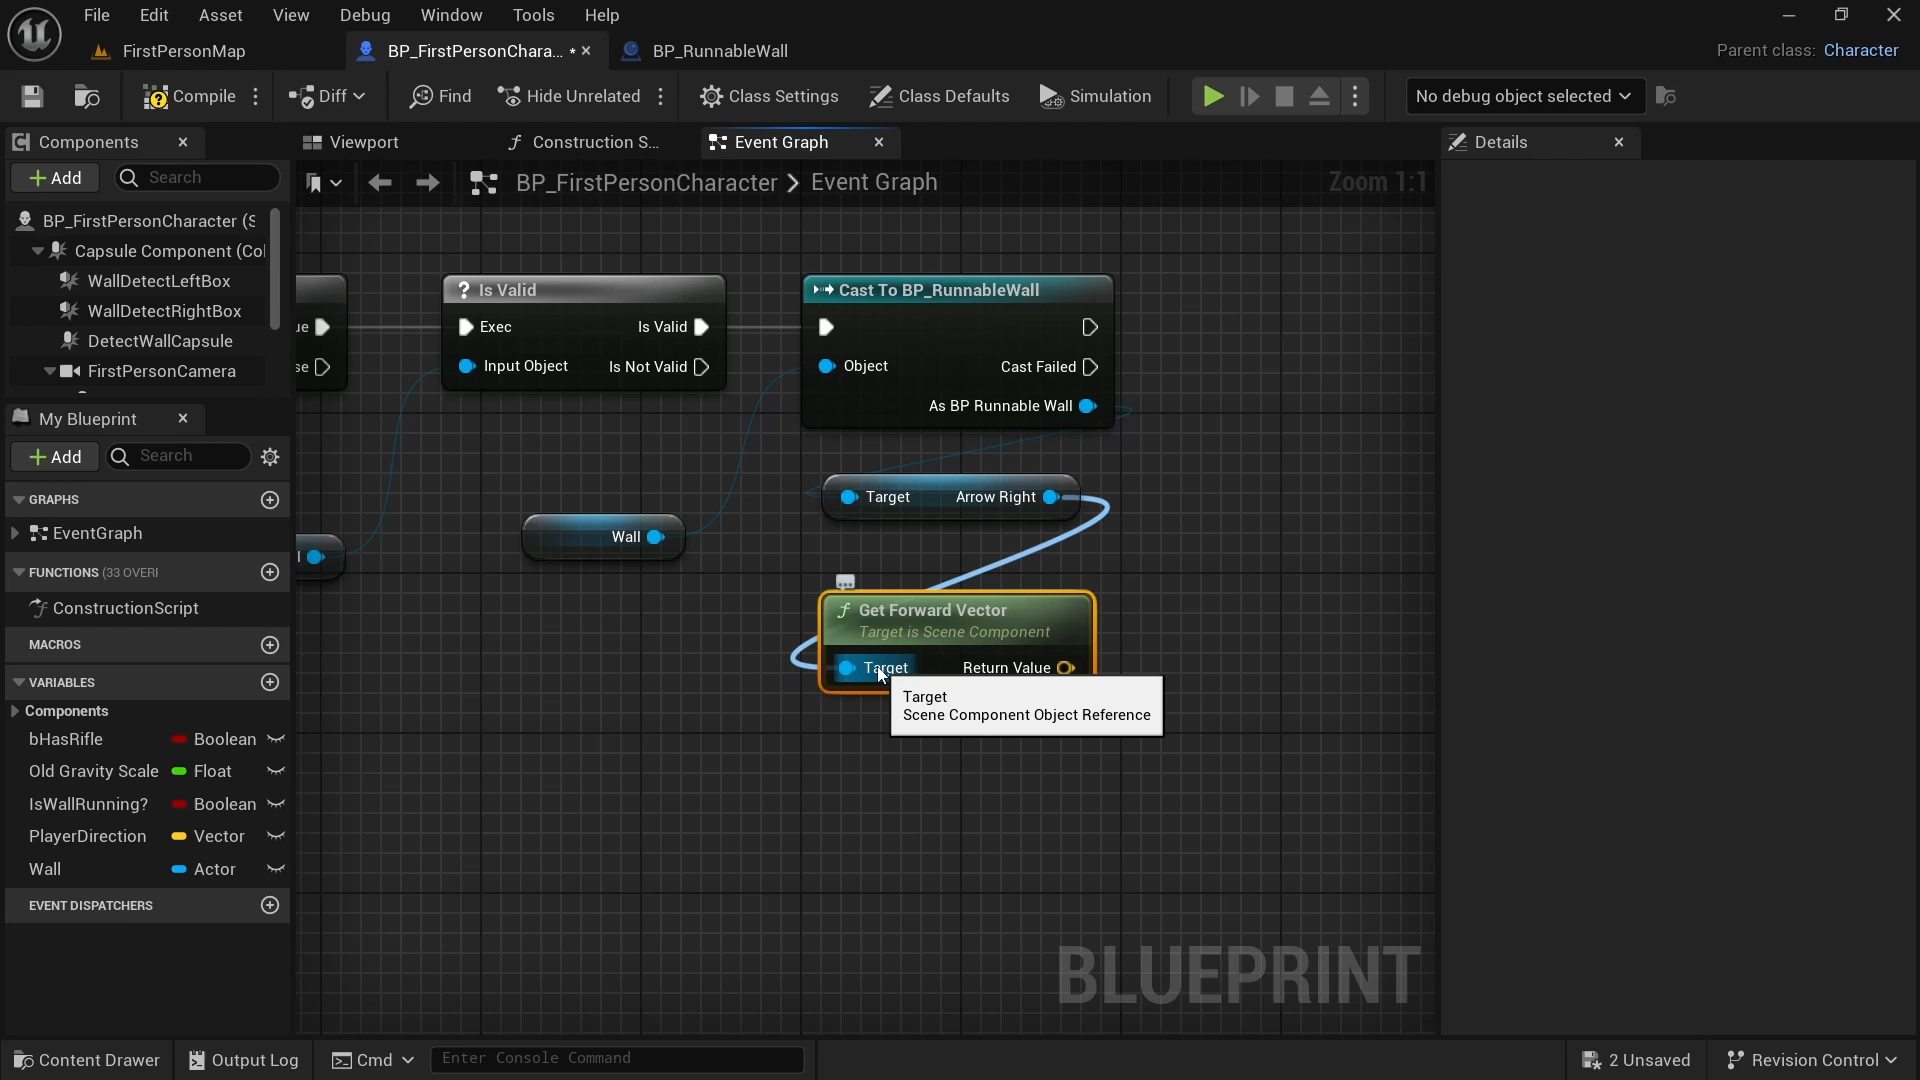 File Edit Asset View Debug Window Tools Help
FirstPersonMap
BP_FirstPersonChara... *
BP_RunnableWall
Parent class: Character
Compile
Diff
Find
Hide Unrelated
Class Settings
Class Defaults
Simulation
No debug object selected
Components
Viewport
Construction S...
Event Graph
Details
+ Add
Search
BP_FirstPersonCharacter > Event Graph
Zoom 1:1
BP_FirstPersonCharacter (S
Capsule Component (Col
WallDetectLeftBox
WallDetectRightBox
DetectWallCapsule
FirstPersonCamera
My Blueprint
+ Add
Search
GRAPHS
EventGraph
FUNCTIONS (33 OVERI
ConstructionScript
MACROS
VARIABLES
Components
bHasRifle Boolean
Old Gravity Scale Float
IsWallRunning? Boolean
PlayerDirection Vector
Wall Actor
EVENT DISPATCHERS
ue
se
? Is Valid
Exec Is Valid
Input Object Is Not Valid
Wall
Cast To BP_RunnableWall
Object Cast Failed
As BP Runnable Wall
Target Arrow Right
f Get Forward Vector
Target is Scene Component
Target Return Value
Target
Scene Component Object Reference
BLUEPRINT
Content Drawer
Output Log
Cmd
Enter Console Command
2 Unsaved
Revision Control